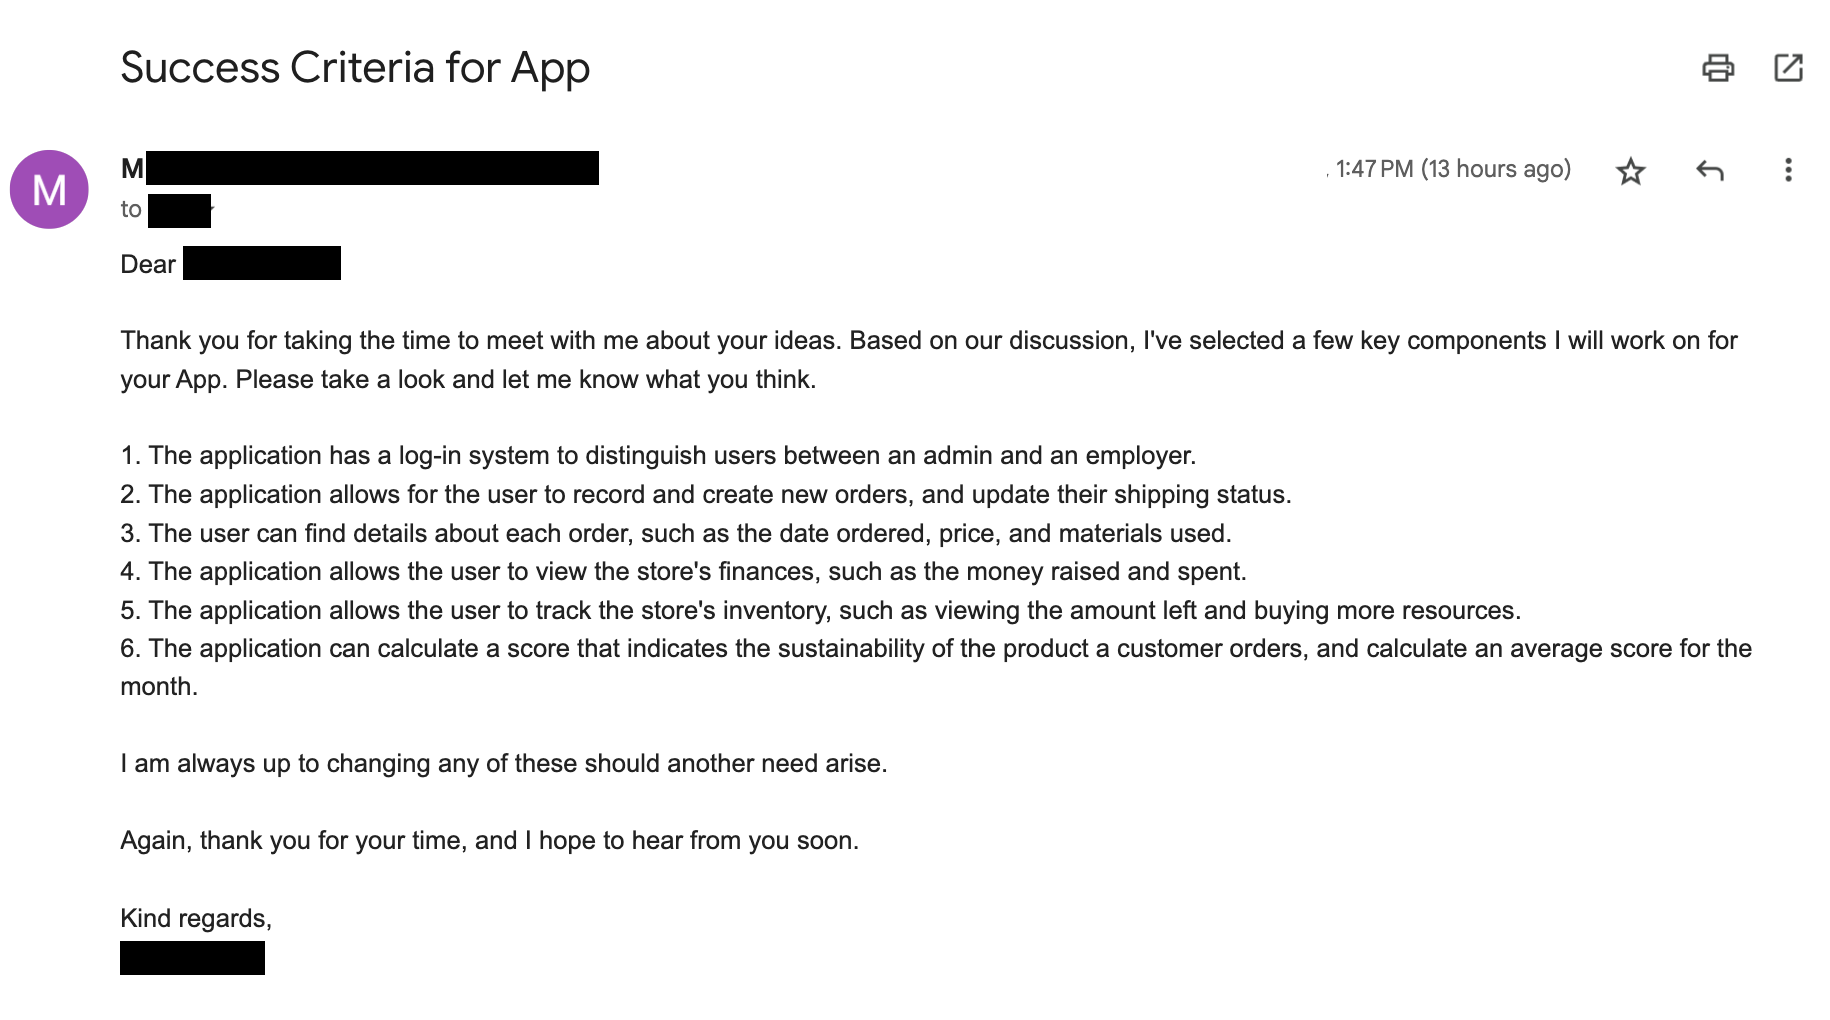 Success Criteria for App
M
M
1:47 PM (13 hours ago)
to
Dear
Thank you for taking the time to meet with me about your ideas. Based on our discussion, I've selected a few key components I will work on for
your App. Please take a look and let me know what you think.
1. The application has a log-in system to distinguish users between an admin and an employer.
2. The application allows for the user to record and create new orders, and update their shipping status.
3. The user can find details about each order, such as the date ordered, price, and materials used.
4. The application allows the user to view the store's finances, such as the money raised and spent.
5. The application allows the user to track the store's inventory, such as viewing the amount left and buying more resources.
6. The application can calculate a score that indicates the sustainability of the product a customer orders, and calculate an average score for the
month.
I am always up to changing any of these should another need arise.
Again, thank you for your time, and I hope to hear from you soon.
Kind regards,